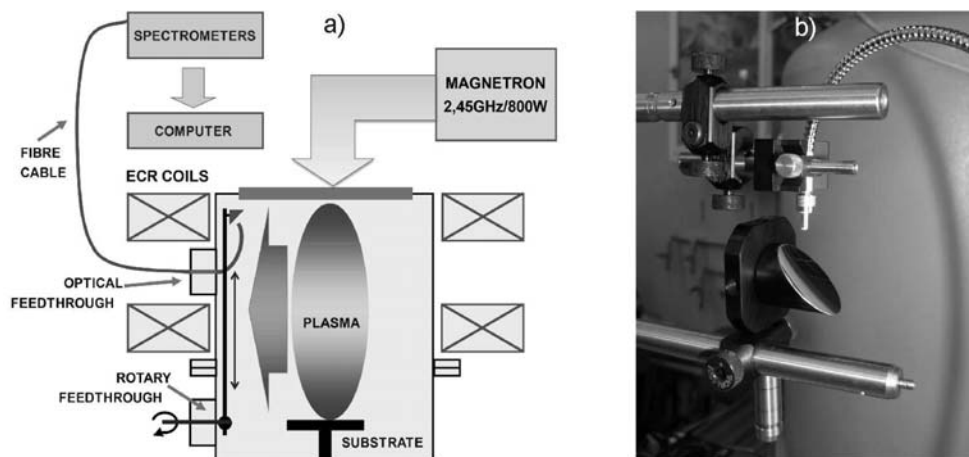 a)
SPECTROMETERS
COMPUTER
MAGNETRON
2,45GHz/800W
FIBRE
CABLE
ECR COILS
OPTICAL
FEEDTHROUGH
PLASMA
ROTARY
FEEDTHROUGH
SUBSTRATE
b)